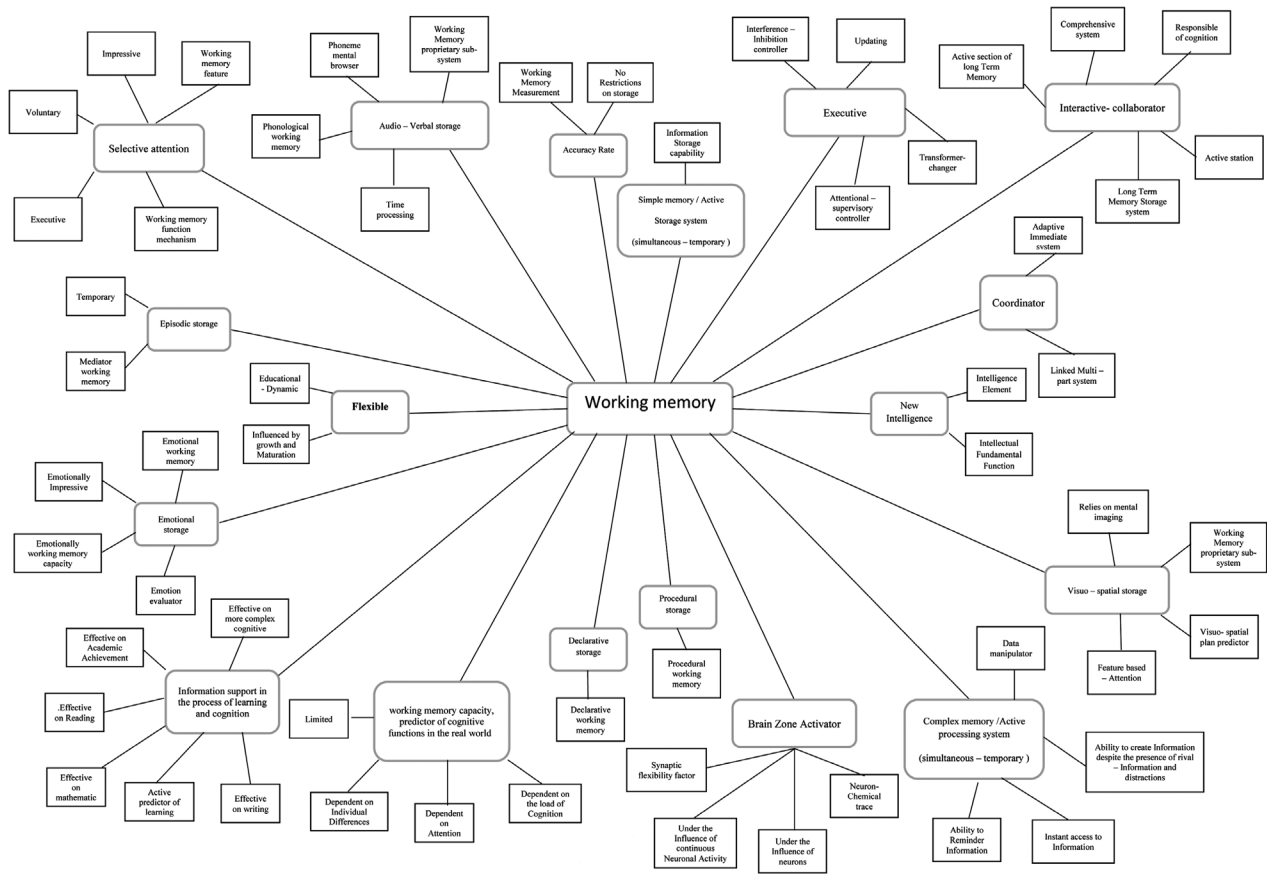 Impressive
Working
memory
feature
Voluntary
Selective attention
Executive
Working memory
function
mechanism
Phoneme
mental
browser
Working
Memory
proprietary sub-
system
Phonological
working
memory
Audio – Verbal storage
Time
processing
Working
Memory
Measurement
No
Restrictions
on storage
Accuracy Rate
Information
Storage
capability
Simple memory / Active
Storage system
(simultaneous – temporary )
Interference –
Inhibition
controller
Updating
Executive
Transformer-
changer
Attentional –
supervisory
controller
Comprehensive
system
Responsible
of cognition
Active section of
long Term
Memory
Interactive- collaborator
Active station
Long Term
Memory Storage
system
Adaptive
Immediate system
Coordinator
Linked Multi –
part system
Temporary
Episodic storage
Mediator
working
memory
Educational
- Dynamic
Flexible
Influenced by
growth and
Maturation
Working memory
Intelligence
Element
New
Intelligence
Intellectual
Fundamental
Function
Emotional
working
memory
Emotionally
Impressive
Emotional
storage
Emotionally
working memory
capacity
Emotion
evaluator
Relies on mental
imaging
Working
Memory
proprietary sub-
system
Visuo – spatial storage
Visuo- spatial
plan predictor
Feature based
– Attention
Effective on
more complex
cognitive
Effective on
Academic
Achievement
Information support in
the process of learning
and cognition
.Effective
on Reading
Effective
on
mathematic
Active
predictor of
learning
Effective
on writing
Limited
working memory capacity,
predictor of cognitive
functions in the real world
Dependent on
Individual
Differences
Dependent
on
Attention
Dependent on
the load of
Cognition
Declarative
storage
Declarative
working
memory
Procedural
storage
Procedural
working
memory
Brain Zone Activator
Synaptic
flexibility factor
Neuron-
Chemical
trace
Under the
Influence of
continuous
Neuronal Activity
Under the
Influence of
neurons
Data
manipulator
Complex memory /Active
processing system
(simultaneous – temporary )
Ability to create Information
despite the presence of rival
– Information and
distractions
Ability to
Reminder
Information
Instant access to
Information